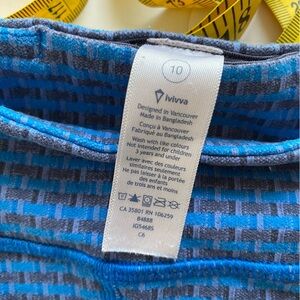 10
ivivva
Designed in Vancouver
Made in Bangladesh
Conçu à Vancouver
Fabriqué au Bangladesh
Wash with like colours
Not intended for children
3 years and under
Laver avec des couleurs
similaires seulement
Ne pas laisser à la portée
des enfants
de trois ans et moins
CA 35801 RN 106259
84888
IG5468S
C6